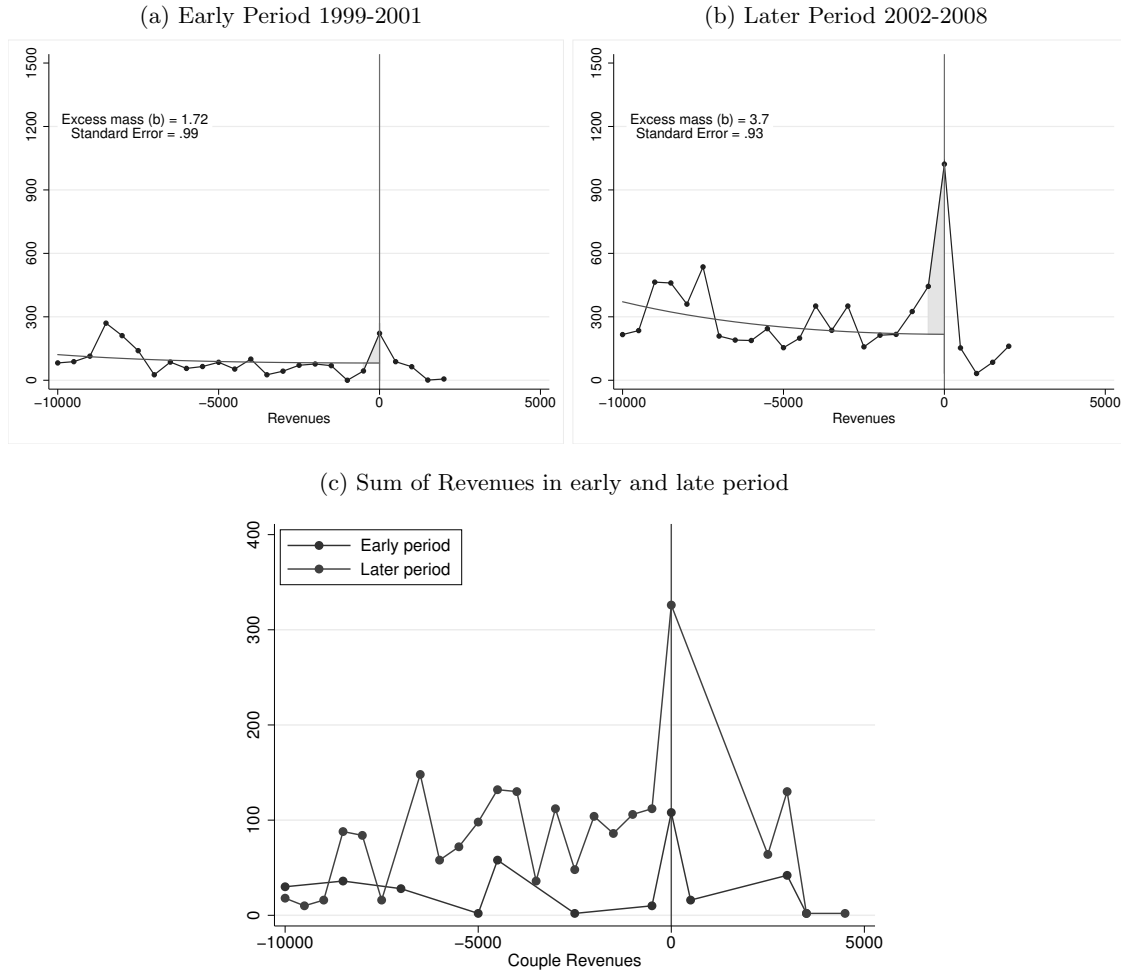 (a) Early Period 1999-2001
1500
1200
900
600
300
0
Excess mass (b) = 1.72
Standard Error = .99
−10000 −5000 0 5000
Revenues
(b) Later Period 2002-2008
1500
1200
900
600
300
0
Excess mass (b) = 3.7
Standard Error = .93
−10000 −5000 0 5000
Revenues
(c) Sum of Revenues in early and late period
400
300
200
100
0
Early period
Later period
−10000 −5000 0 5000
Couple Revenues